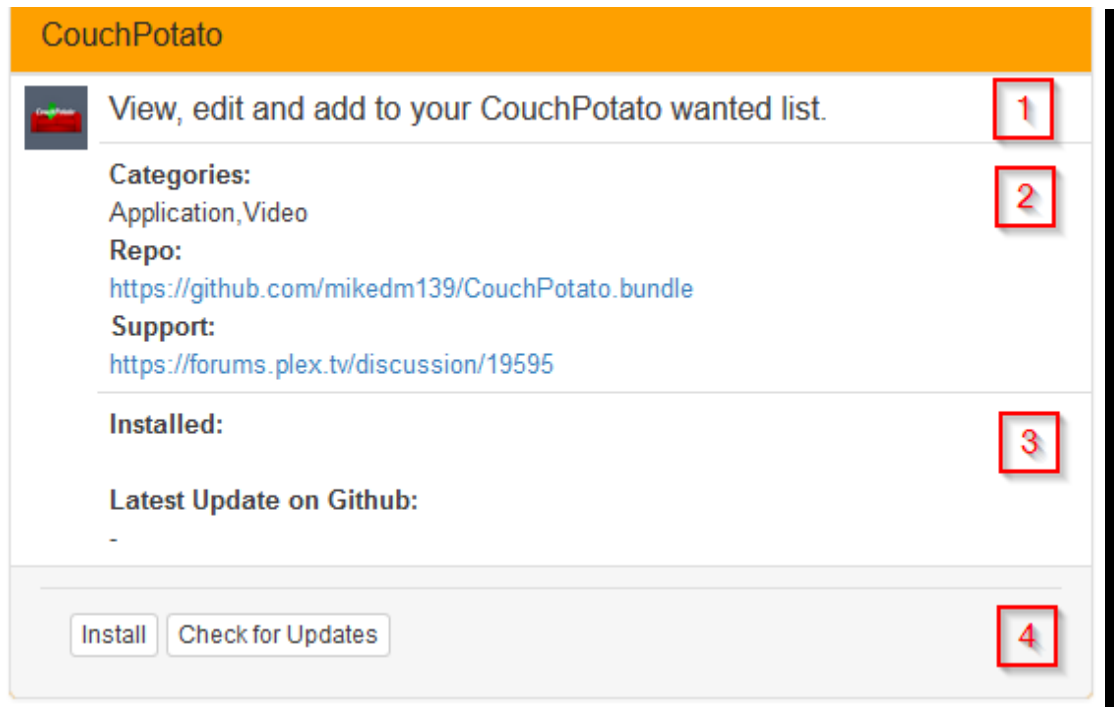 CouchPotato
CouchPotato
View, edit and add to your CouchPotato wanted list.
1
Categories:
2
Application,Video
Repo:
https://github.com/mikedm139/CouchPotato.bundle
Support:
https://forums.plex.tv/discussion/19595
Installed:
3
Latest Update on Github:
-
Install Check for Updates
4